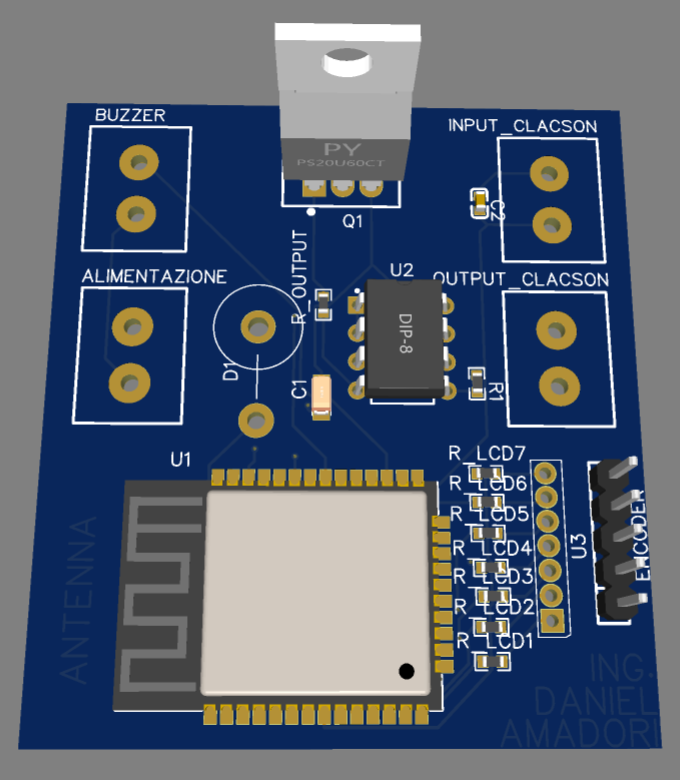 BUZZER
INPUT_CLACSON
PY
PS20U60CT
C2
Q1
R_OUTPUT
U2
ALIMENTAZIONE
OUTPUT_CLACSON
DIP-8
D1
C1
R1
U1
R_LCD7
R_LCD6
R_LCD5
R_LCD4
R_LCD3
R_LCD2
R_LCD1
U3
ENCODER
ANTENNA
ING.
DANIEL
AMADORI